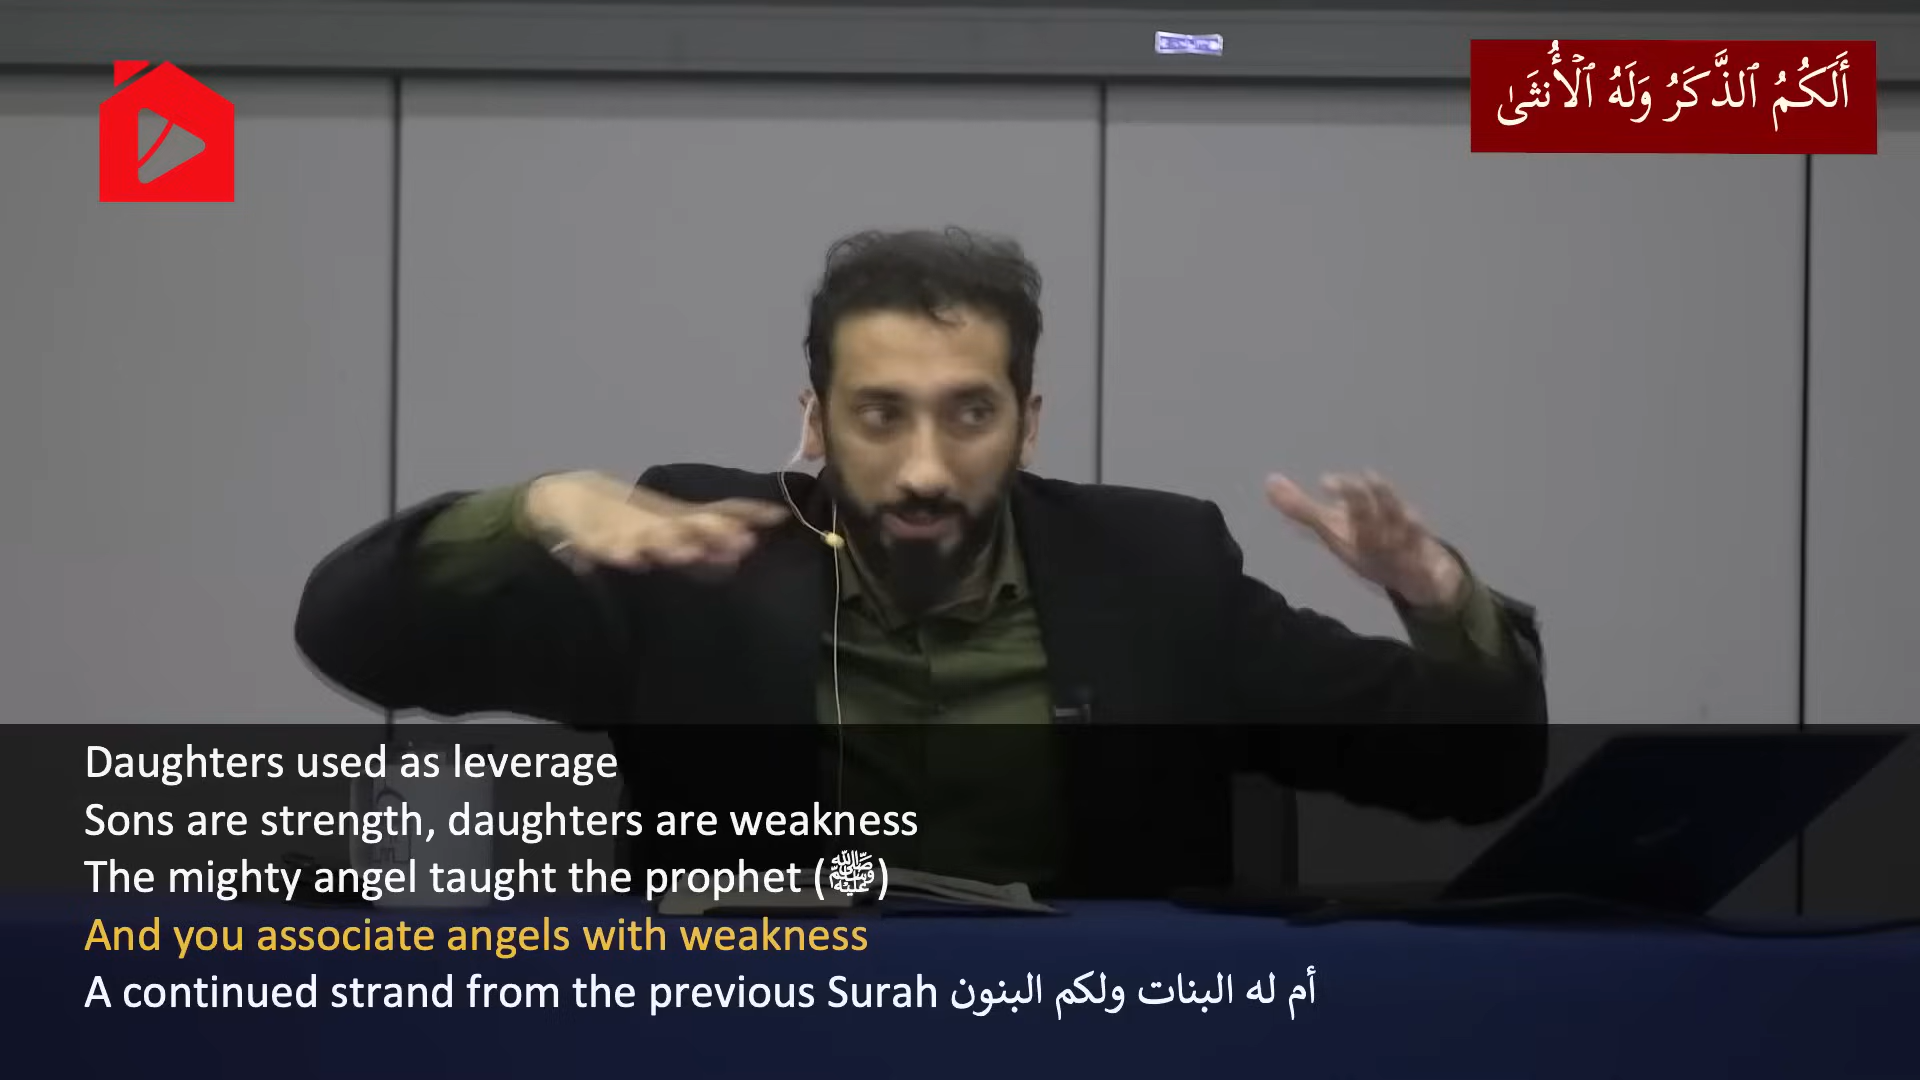 أَلَكُمُ ٱلذَّكَرُ وَلَهُ ٱلْأُنثَىٰ
Daughters used as leverage
Sons are strength, daughters are weakness
The mighty angel taught the prophet (ﷺ)
And you associate angels with weakness
A continued strand from the previous Surah أم له البنات ولكم البنون